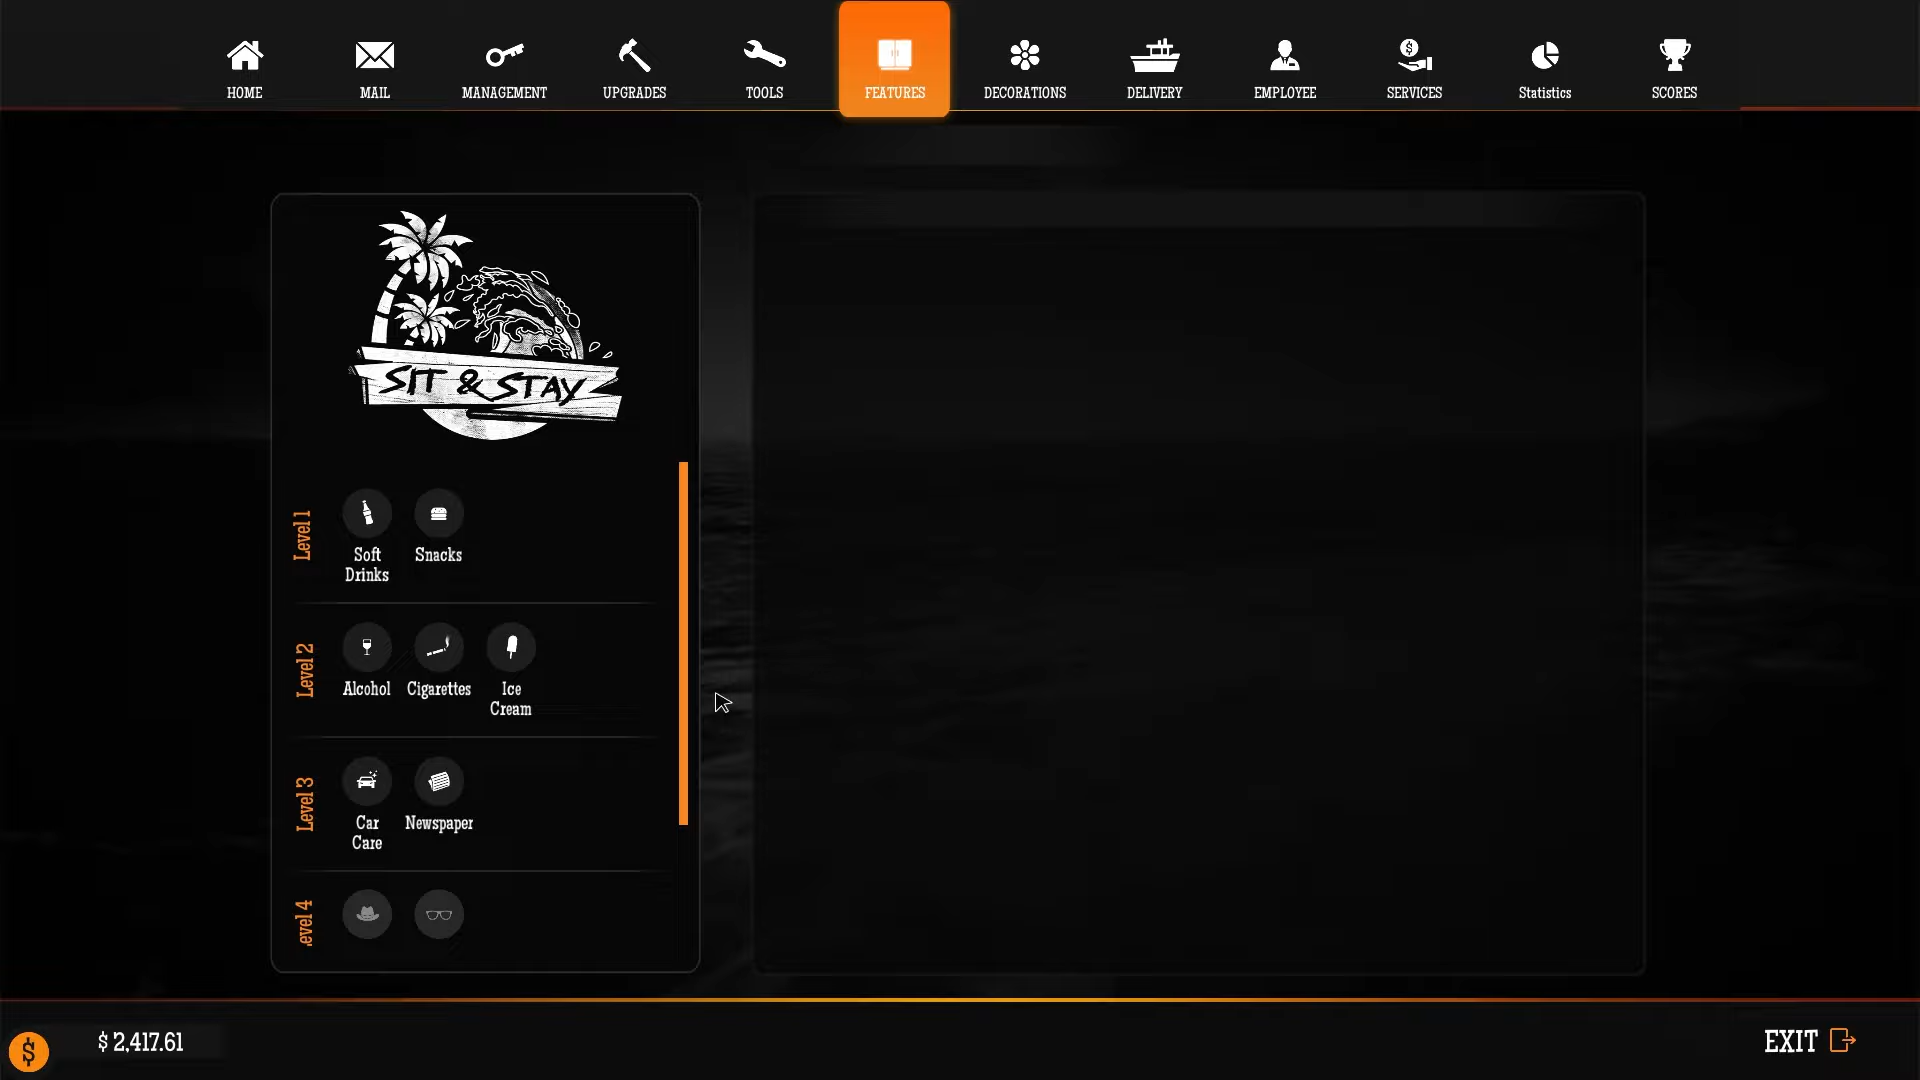 HOME
MAIL
MANAGEMENT
UPGRADES
TOOLS
FEATURES
DECORATIONS
DELIVERY
EMPLOYEE
SERVICES
Statistics
SCORES
SIT & STAY
Level 1
Soft
Drinks
Snacks
Level 2
Alcohol
Cigarettes
Ice
Cream
Level 3
Car
Care
Newspaper
evel 4
$ 2,417.61
EXIT